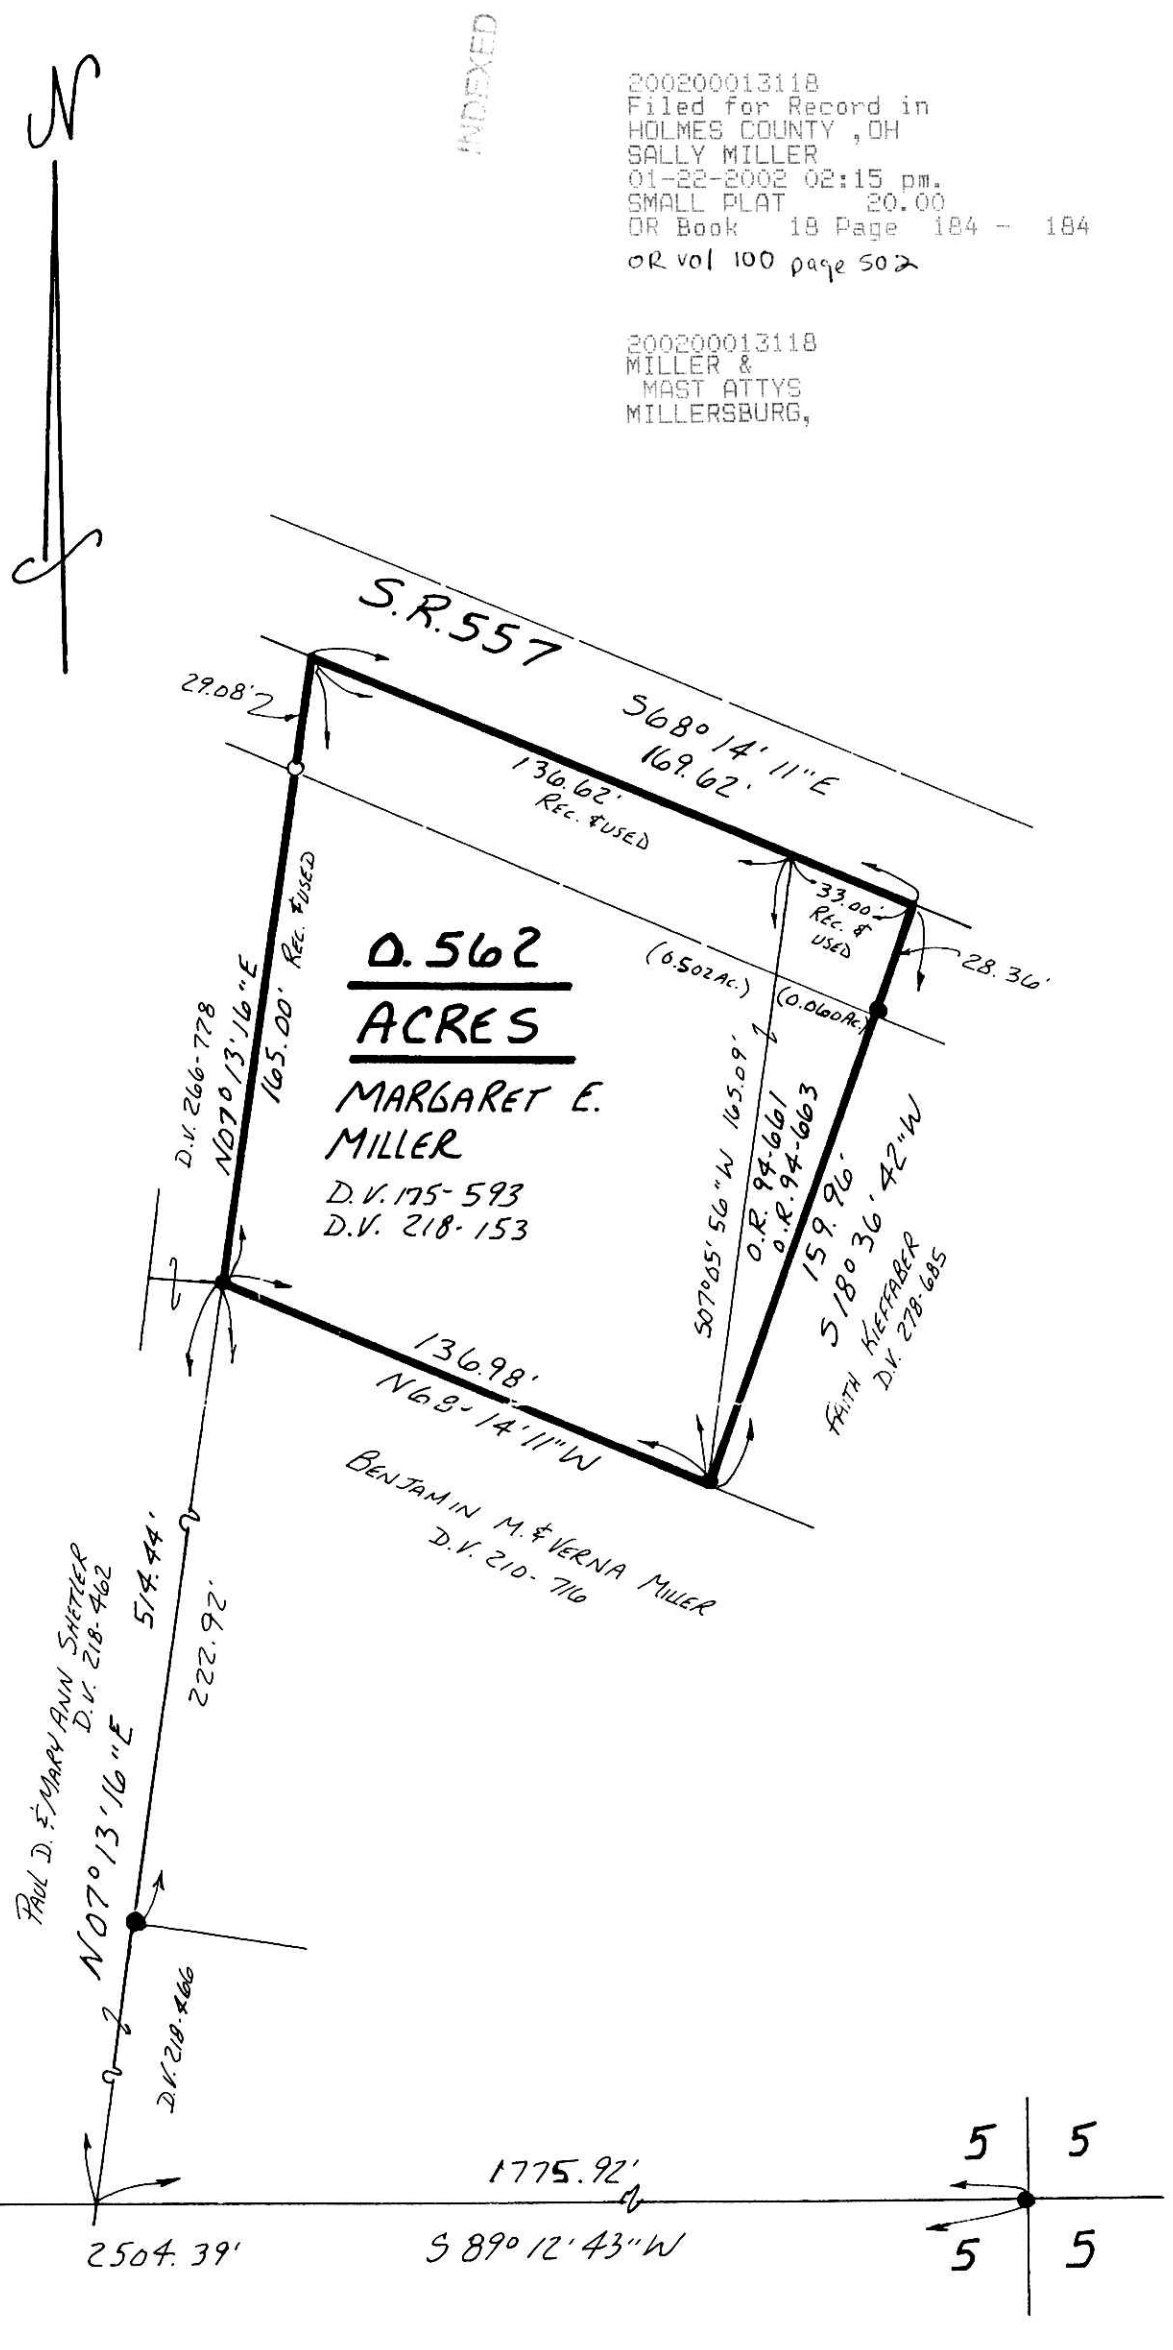 N
INDEXED
200200013118
Filed for Record in
HOLMES COUNTY , OH
SALLY MILLER
01-22-2002 02:15 pm.
SMALL PLAT 20.00
OR Book 18 Page 184 - 184
OR vol 100 page 502
200200013118
MILLER &
MAST ATTYS
MILLERSBURG,
S.R. 557
29.08'
S68° 14' 11" E
169.62'
136.62'
REC. & USED
33.00'
REC. &
USED
28.36'
(0.502 AC.)
(0.060 AC.)
D.V. 266-778
N07° 13' 16" E
165.00' REC. & USED
0.562
ACRES
MARGARET E.
MILLER
D.V. 175-593
D.V. 218-153
S07° 05' 56" W 165.09'
O.R. 94-661
O.R. 94-663
159.96'
S 18° 36' 42" W
FAITH KIEFFABER
D.V. 278-685
136.98'
N68-14'11" W
BENJAMIN M. & VERNA MILLER
D.V. 210-716
PAUL D. & MARY ANN SHETLER
D.V. 218-462
N07° 13' 16" E 514.44'
222.92'
D.V. 218-466
1775.92'
2504.39'
S 89° 12' 43" W
5 5
5 5